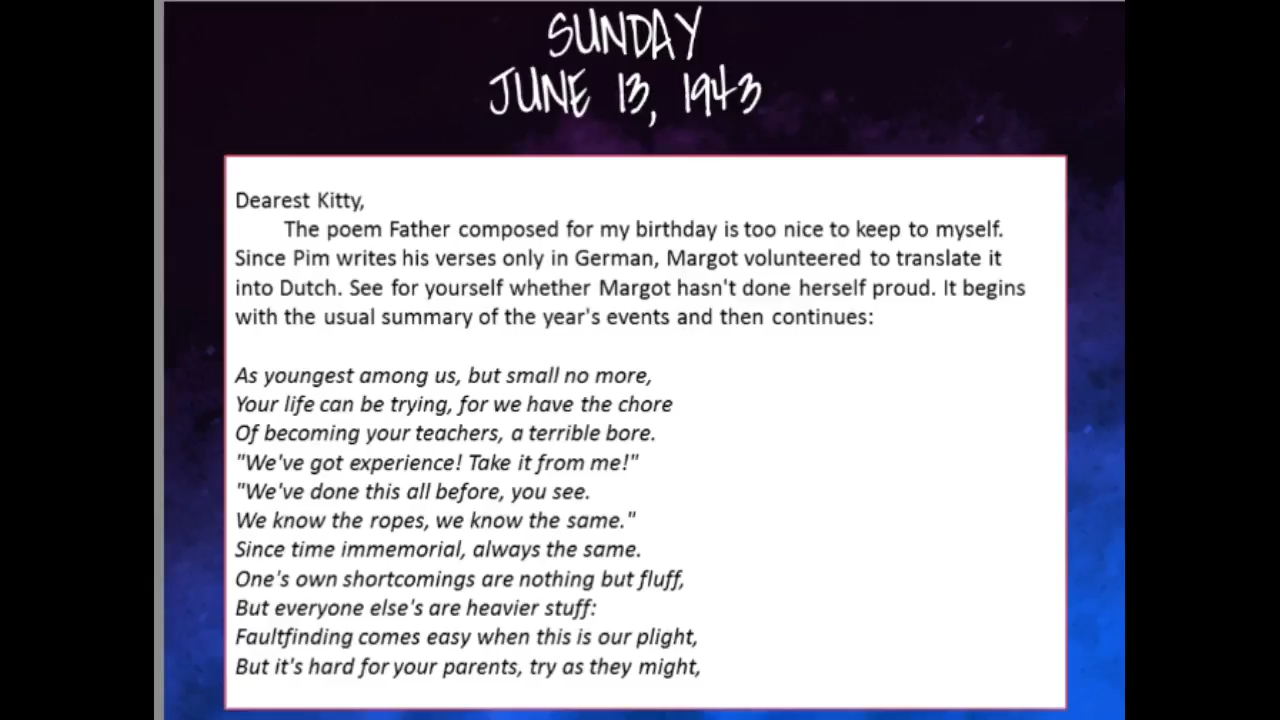 SUNDAY
JUNE 13, 1943
Dearest Kitty,
The poem Father composed for my birthday is too nice to keep to myself.
Since Pim writes his verses only in German, Margot volunteered to translate it
into Dutch. See for yourself whether Margot hasn't done herself proud. It begins
with the usual summary of the year's events and then continues:
As youngest among us, but small no more,
Your life can be trying, for we have the chore
Of becoming your teachers, a terrible bore.
"We've got experience! Take it from me!"
"We've done this all before, you see.
We know the ropes, we know the same."
Since time immemorial, always the same.
One's own shortcomings are nothing but fluff,
But everyone else's are heavier stuff:
Faultfinding comes easy when this is our plight,
But it's hard for your parents, try as they might,